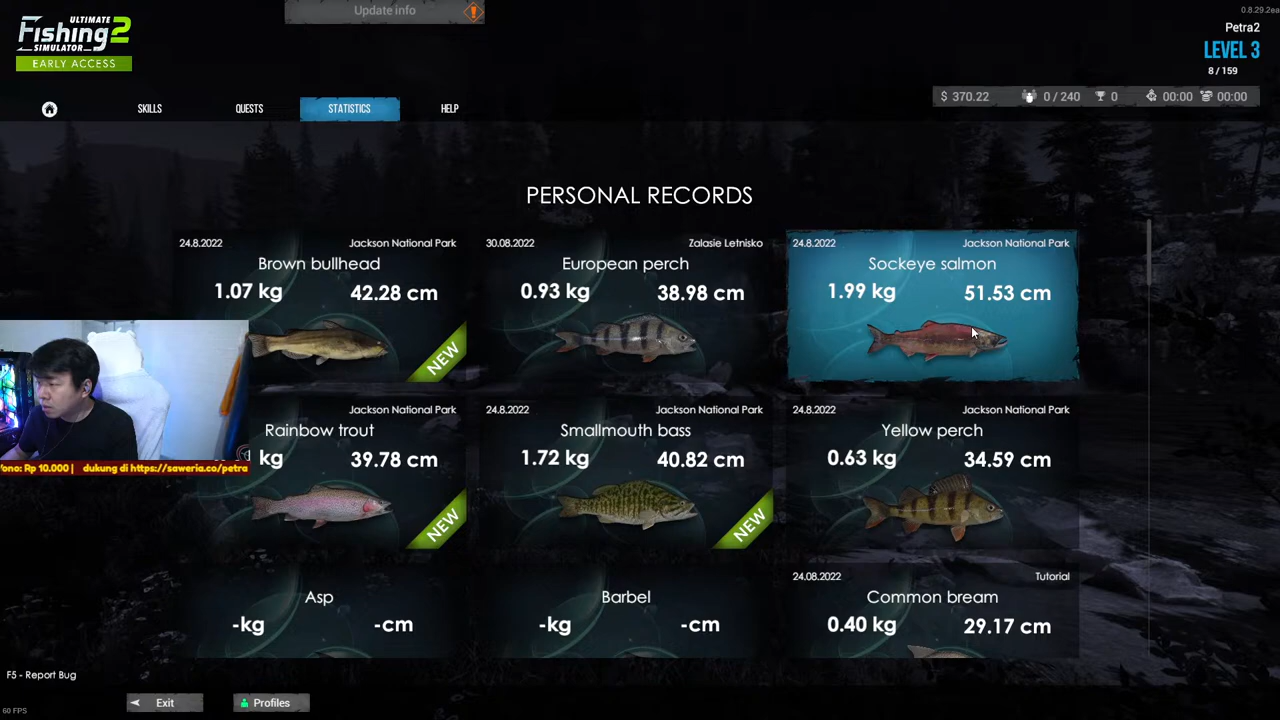 Update info
0.8.29.2ea
ULTIMATE
Fishing 2
SIMULATOR
EARLY ACCESS
Petra2
LEVEL 3
8 / 159
$ 370.22 0 / 240 0 00:00 00:00
SKILLS QUESTS STATISTICS HELP
PERSONAL RECORDS
24.8.2022 Jackson National Park
Brown bullhead
1.07 kg 42.28 cm
NEW
30.08.2022 Zalasie Letnisko
European perch
0.93 kg 38.98 cm
24.8.2022 Jackson National Park
Sockeye salmon
1.99 kg 51.53 cm
Jackson National Park
Rainbow trout
kg 39.78 cm
NEW
24.8.2022 Jackson National Park
Smallmouth bass
1.72 kg 40.82 cm
NEW
24.8.2022 Jackson National Park
Yellow perch
0.63 kg 34.59 cm
Rp 10.000 | dukung di https://saweria.co/petra
Asp
-kg -cm
Barbel
-kg -cm
24.08.2022 Tutorial
Common bream
0.40 kg 29.17 cm
F5 - Report Bug
Exit Profiles
60 FPS